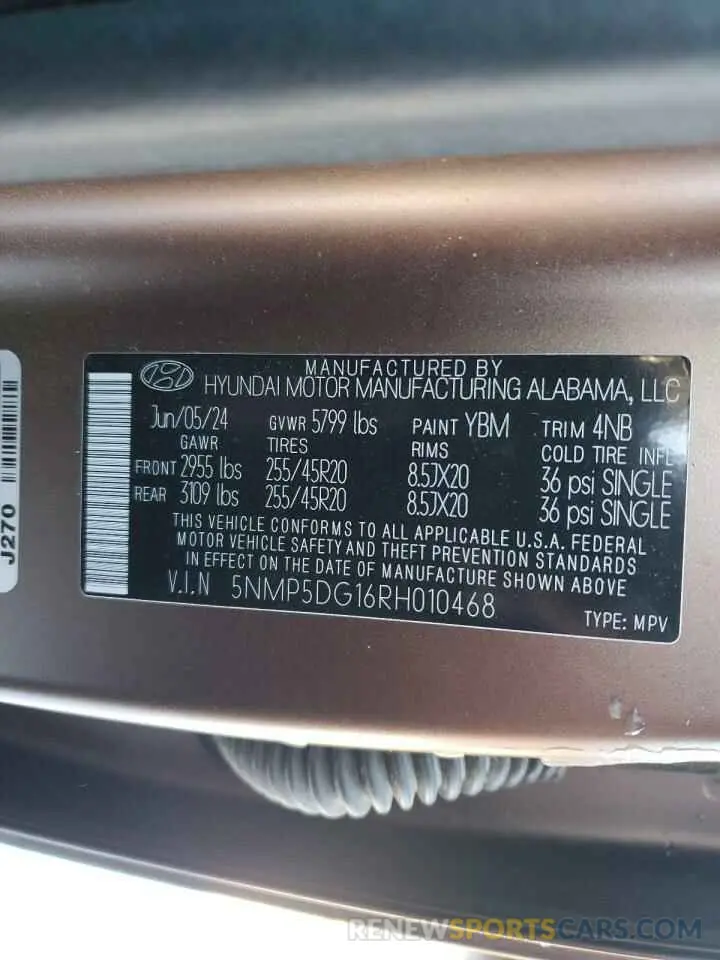 MANUFACTURED BY
HYUNDAI MOTOR MANUFACTURING ALABAMA, LLC
Jun/05/24 GVWR 5799 lbs PAINT YBM TRIM 4NB
GAWR TIRES RIMS COLD TIRE INFL
FRONT 2955 lbs 255/45R20 8.5JX20 36 psi SINGLE
REAR 3109 lbs 255/45R20 8.5JX20 36 psi SINGLE
THIS VEHICLE CONFORMS TO ALL APPLICABLE U.S.A. FEDERAL
MOTOR VEHICLE SAFETY AND THEFT PREVENTION STANDARDS
IN EFFECT ON THE DATE OF MANUFACTURE SHOWN ABOVE
V.I.N 5NMP5DG16RH010468
TYPE: MPV
J270
RENEWSPORTSCARS.COM